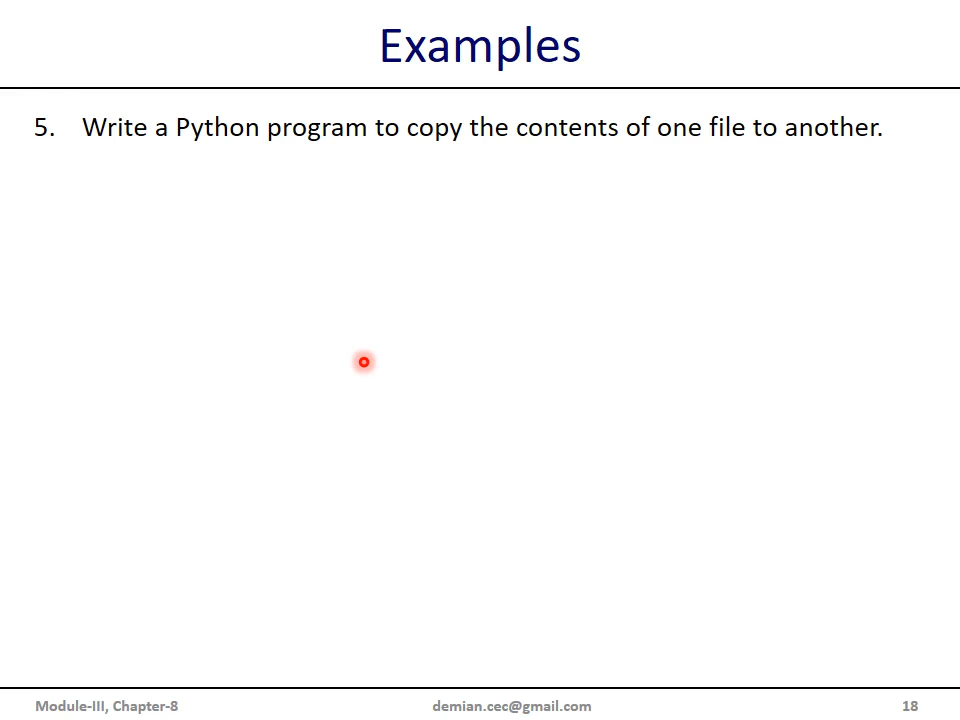 Examples
5. Write a Python program to copy the contents of one file to another.
Module-III, Chapter-8 demian.cec@gmail.com 18